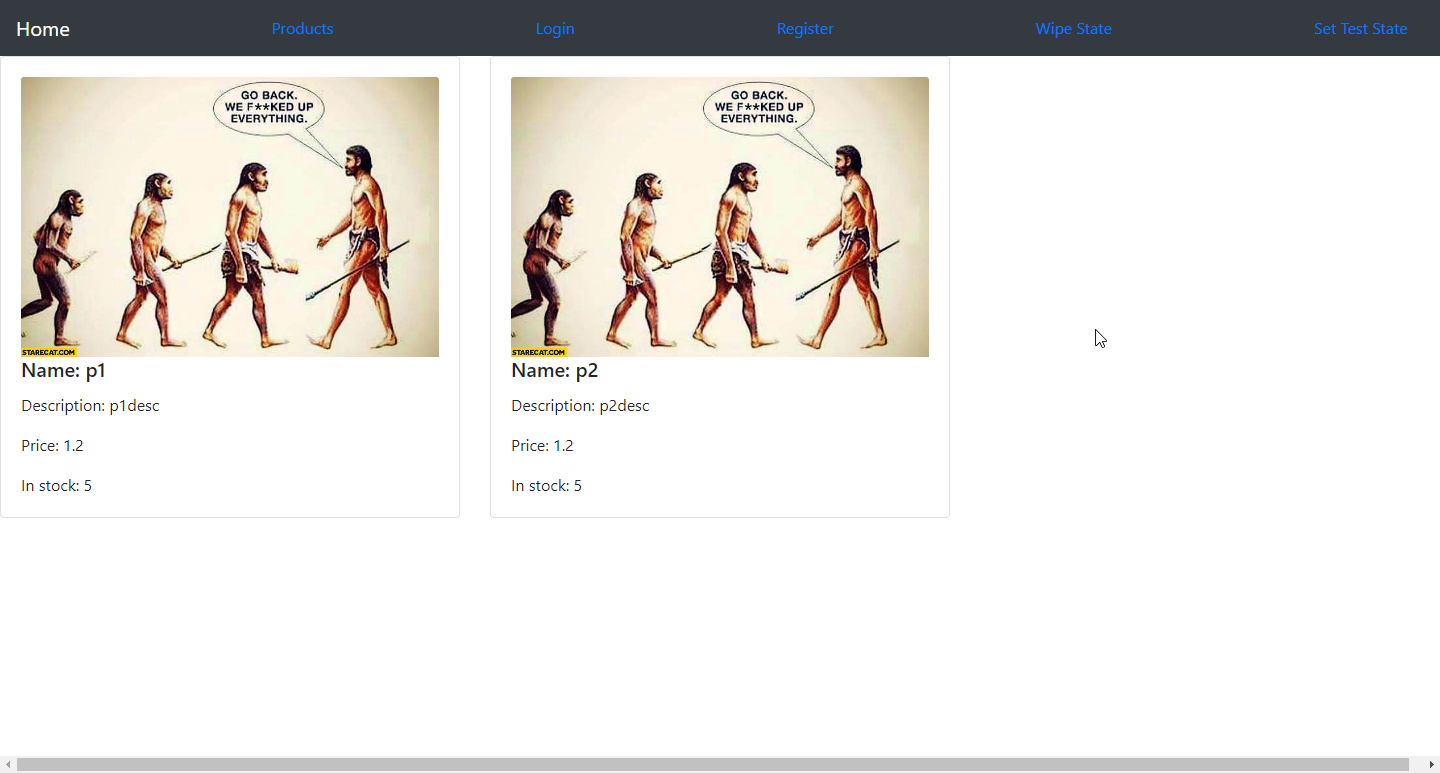 Home Products Login Register Wipe State Set Test State
GO BACK.
WE F**KED UP
EVERYTHING.
STARECAT.COM
Name: p1
Description: p1desc
Price: 1.2
In stock: 5
GO BACK.
WE F**KED UP
EVERYTHING.
STARECAT.COM
Name: p2
Description: p2desc
Price: 1.2
In stock: 5